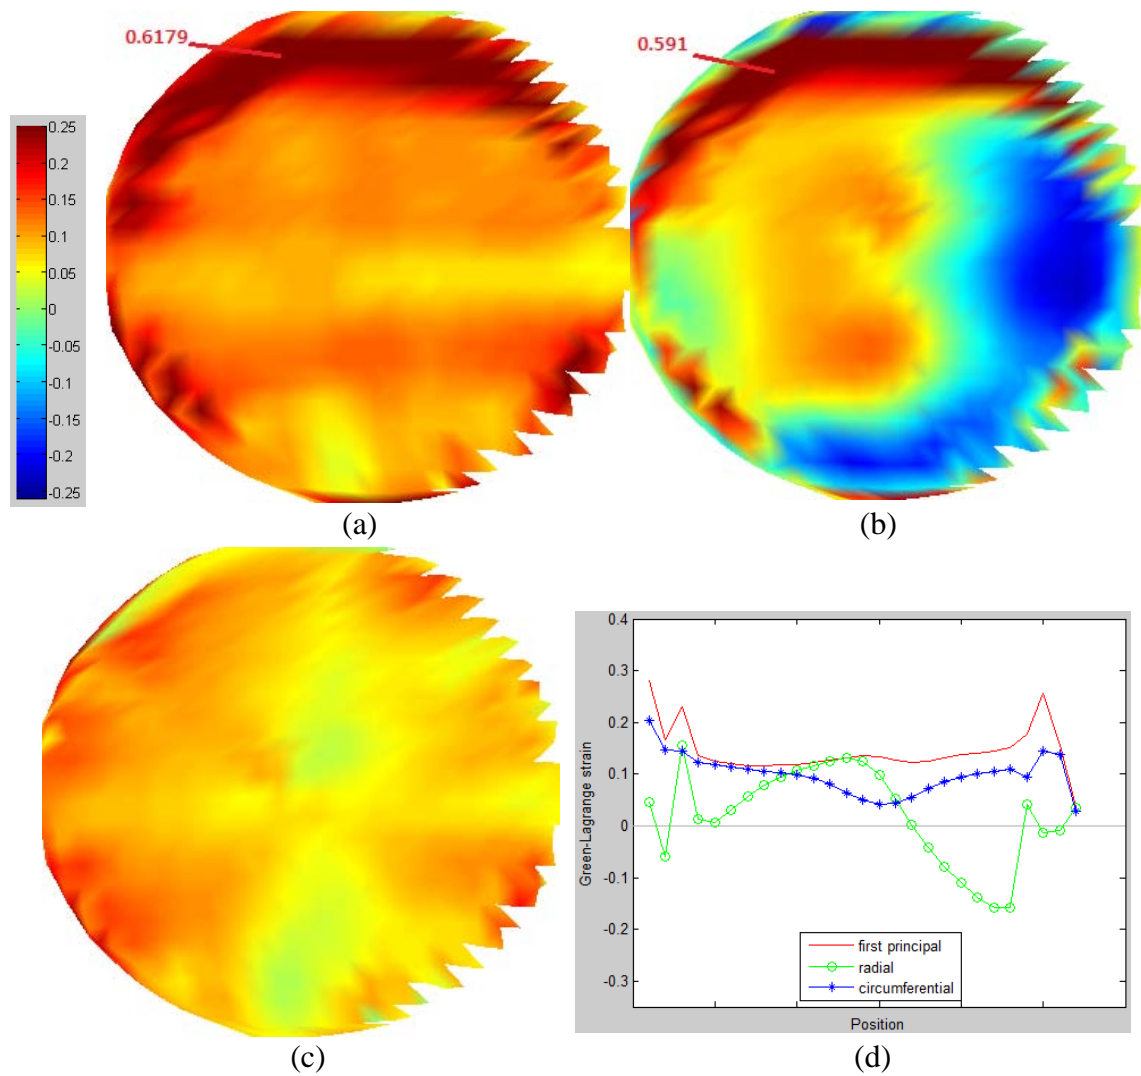 0.6179
0.591
0.25
0.2
0.15
0.1
0.05
0
-0.05
-0.1
-0.15
-0.2
-0.25
(a)
(b)
0.4
0.3
0.2
0.1
0
-0.1
-0.2
-0.3
Green-Lagrange strain
first principal
radial
circumferential
Position
(c)
(d)